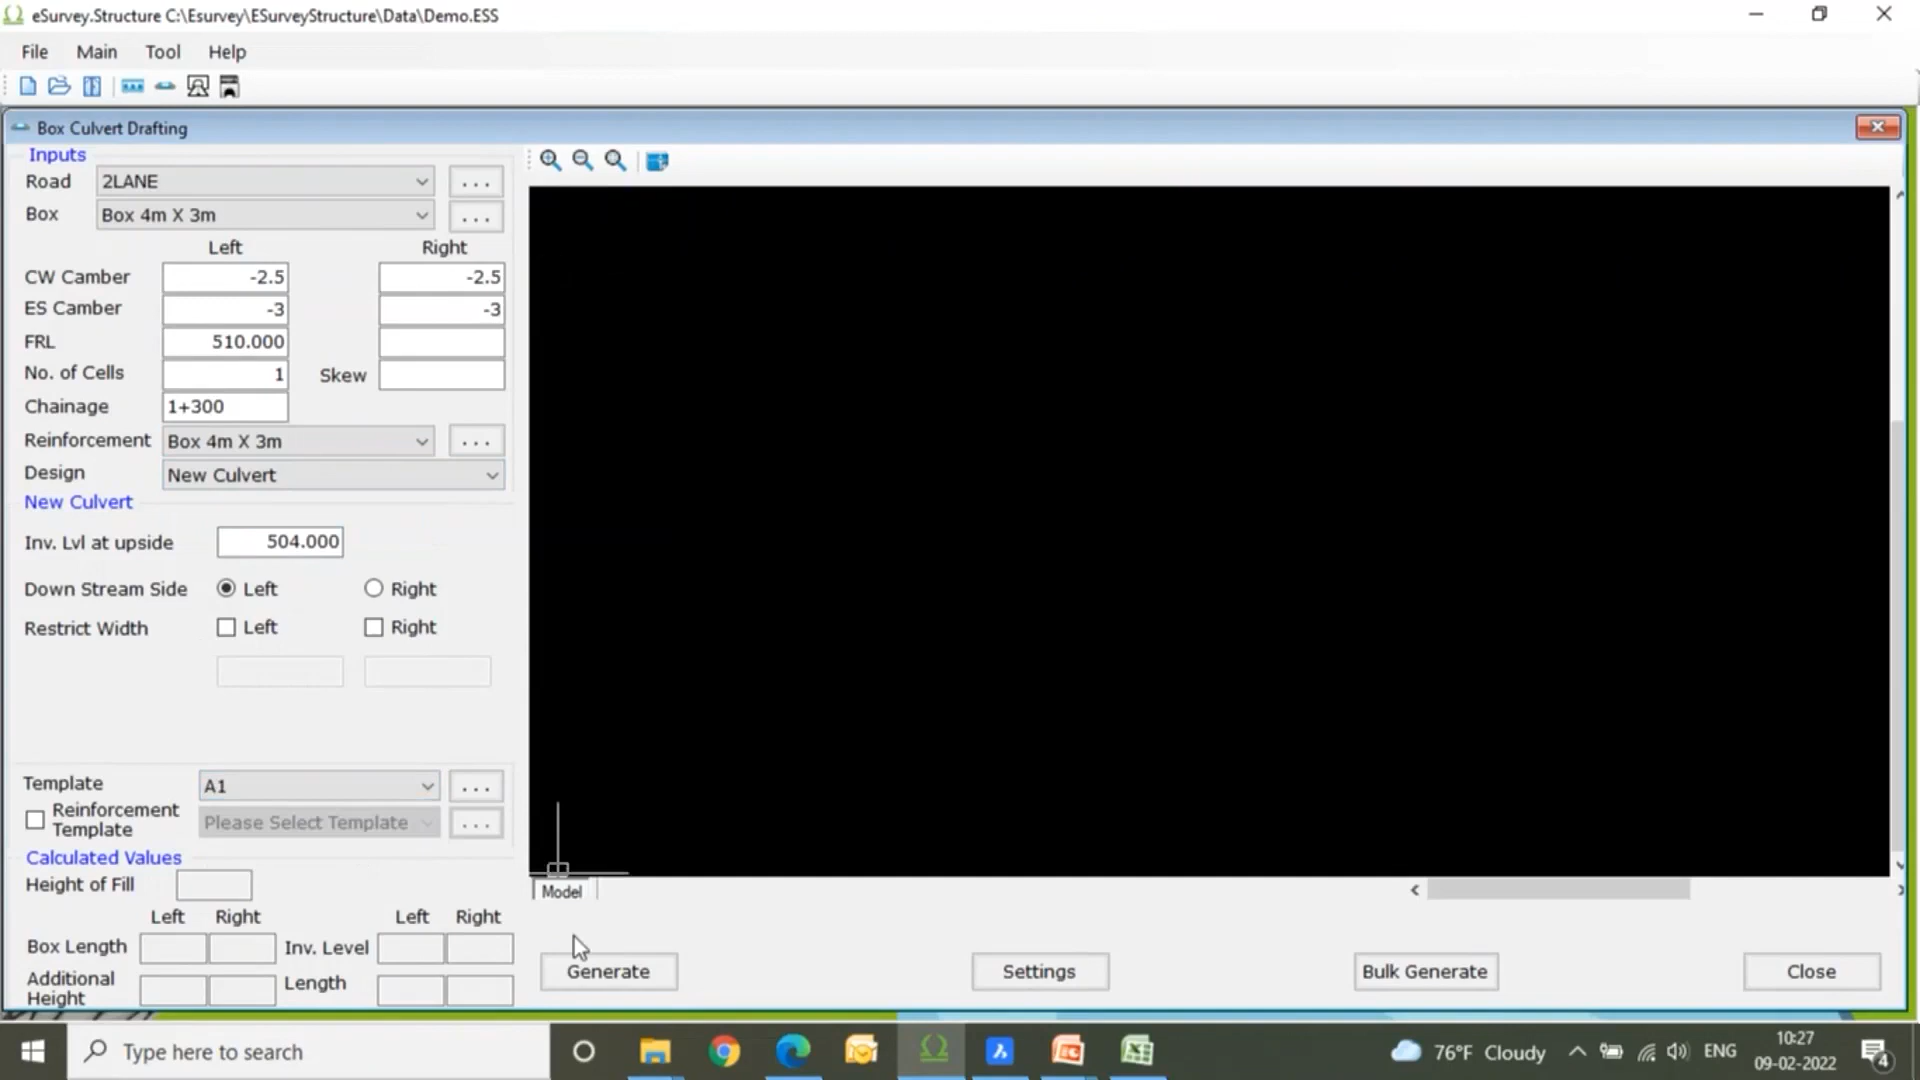 eSurvey.Structure C:\Esurvey\ESurveyStructure\Data\Demo.ESS
File Main Tool Help
Box Culvert Drafting
Inputs
Road 2LANE ...
Box Box 4m X 3m ...
Left Right
CW Camber -2.5 -2.5
ES Camber -3 -3
FRL 510.000
No. of Cells 1 Skew
Chainage 1+300
Reinforcement Box 4m X 3m ...
Design New Culvert
New Culvert
Inv. Lvl at upside 504.000
Down Stream Side Left Right
Restrict Width Left Right
Template A1 ...
Reinforcement
Template Please Select Template ...
Calculated Values
Height of Fill
Left Right Left Right
Box Length Inv. Level
Additional
Height Length
Model
Generate Settings Bulk Generate Close
Type here to search
76°F Cloudy ENG
10:27
09-02-2022
4